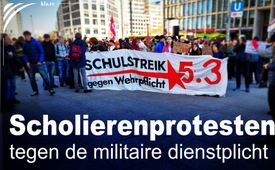 kla.tv
SCHULSTREIK
gegen Wehrpflicht
5.3
Scholierenprotesten
tegen de militaire dienstplicht